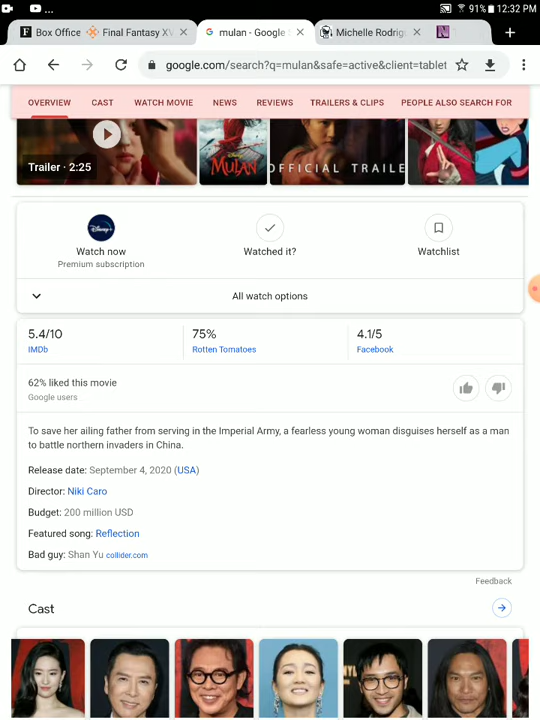 91% 12:32 PM
Box Office
Final Fantasy XV
mulan - Google
Michelle Rodrig
N
google.com/search?q=mulan&safe=active&client=tablet
OVERVIEW CAST WATCH MOVIE NEWS REVIEWS TRAILERS & CLIPS PEOPLE ALSO SEARCH FOR
Trailer · 2:25
MULAN
OFFICIAL TRAILE
Disney+
Watch now
Premium subscription
Watched it?
Watchlist
All watch options
5.4/10
IMDb
75%
Rotten Tomatoes
4.1/5
Facebook
62% liked this movie
Google users
To save her ailing father from serving in the Imperial Army, a fearless young woman disguises herself as a man
to battle northern invaders in China.
Release date: September 4, 2020 (USA)
Director: Niki Caro
Budget: 200 million USD
Featured song: Reflection
Bad guy: Shan Yu collider.com
Feedback
Cast